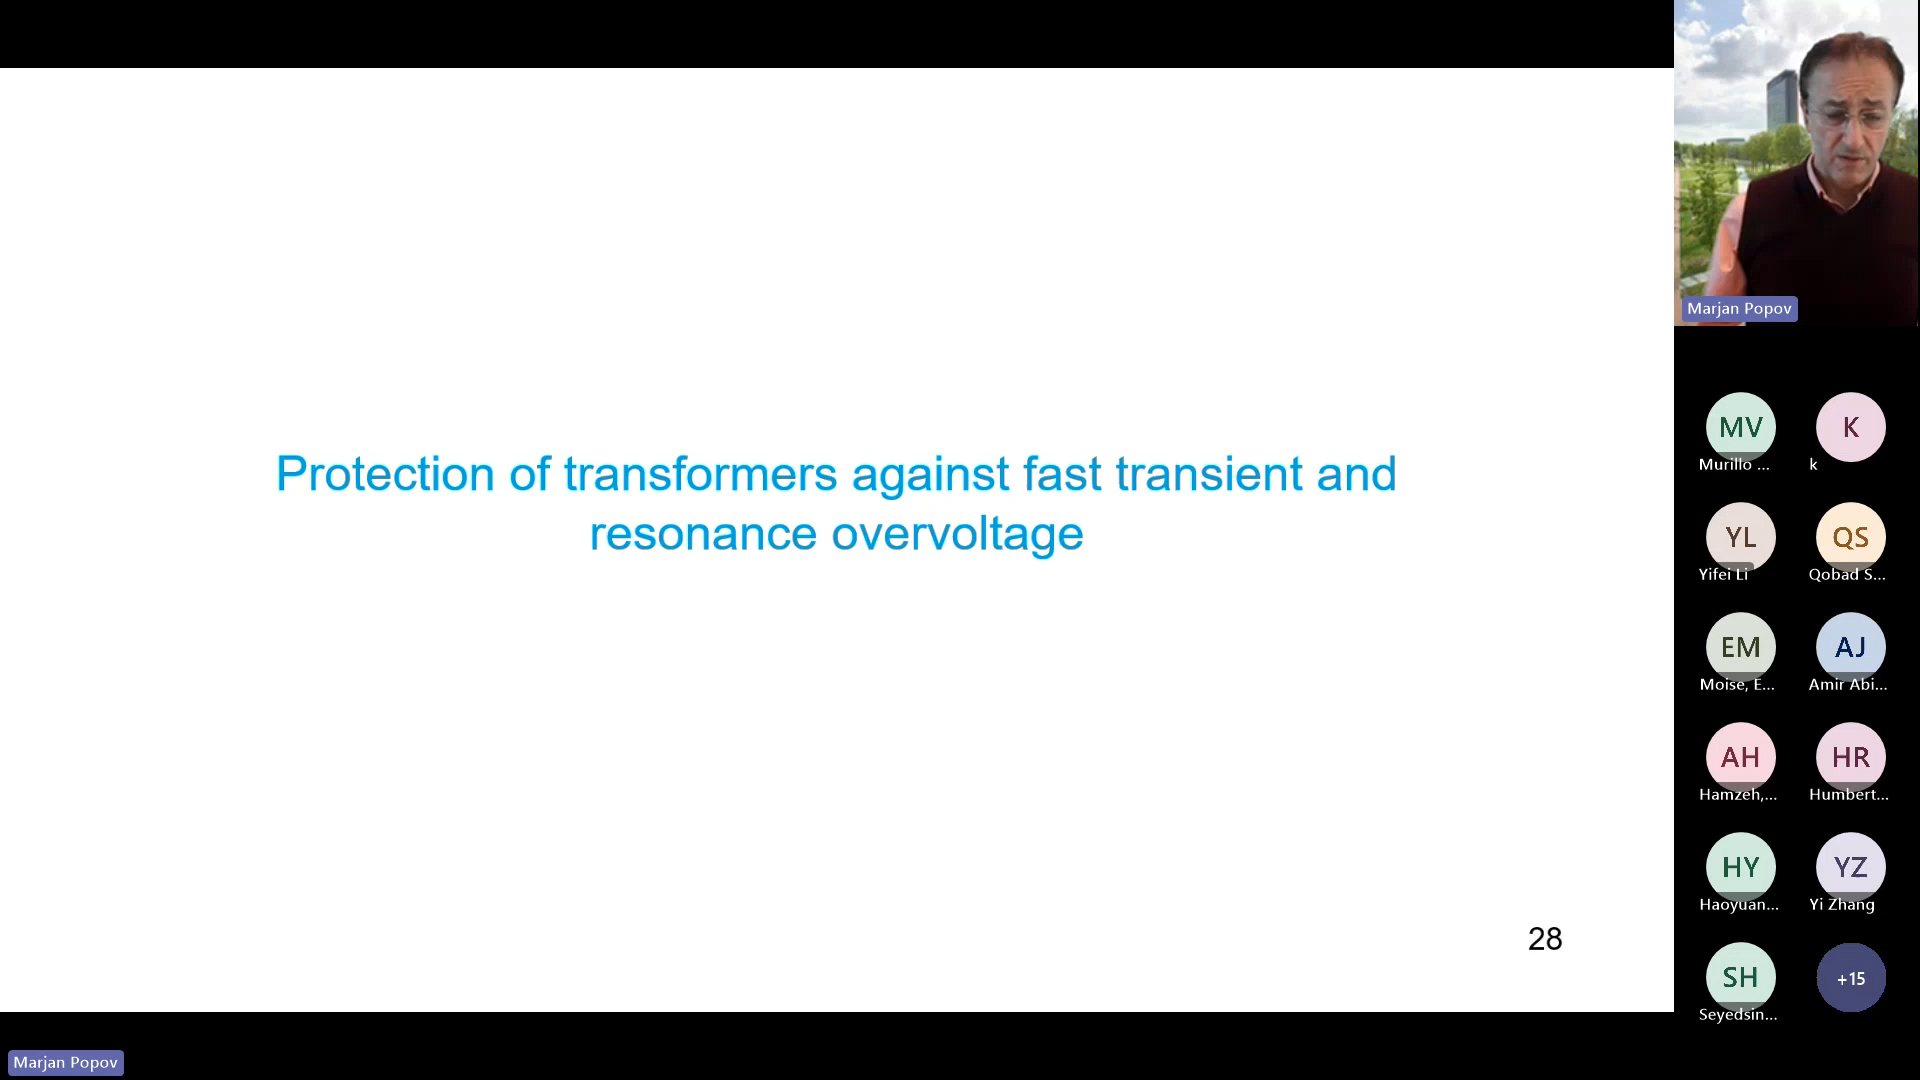 Protection of transformers against fast transient and
resonance overvoltage
28
Marjan Popov
Marjan Popov
MV
Murillo ...
K
k
YL
Yifei Li
QS
Qobad S...
EM
Moise, E...
AJ
Amir Abi...
AH
Hamzeh,...
HR
Humbert...
HY
Haoyuan...
YZ
Yi Zhang
SH
Seyedsin...
+15